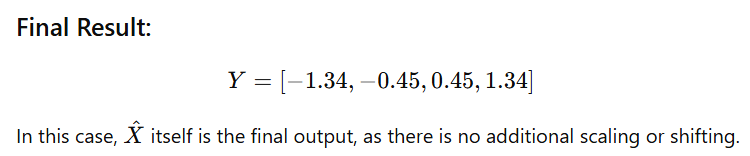 Final Result:
Y = [−1.34, −0.45, 0.45, 1.34]
In this case, X̂ itself is the final output, as there is no additional scaling or shifting.